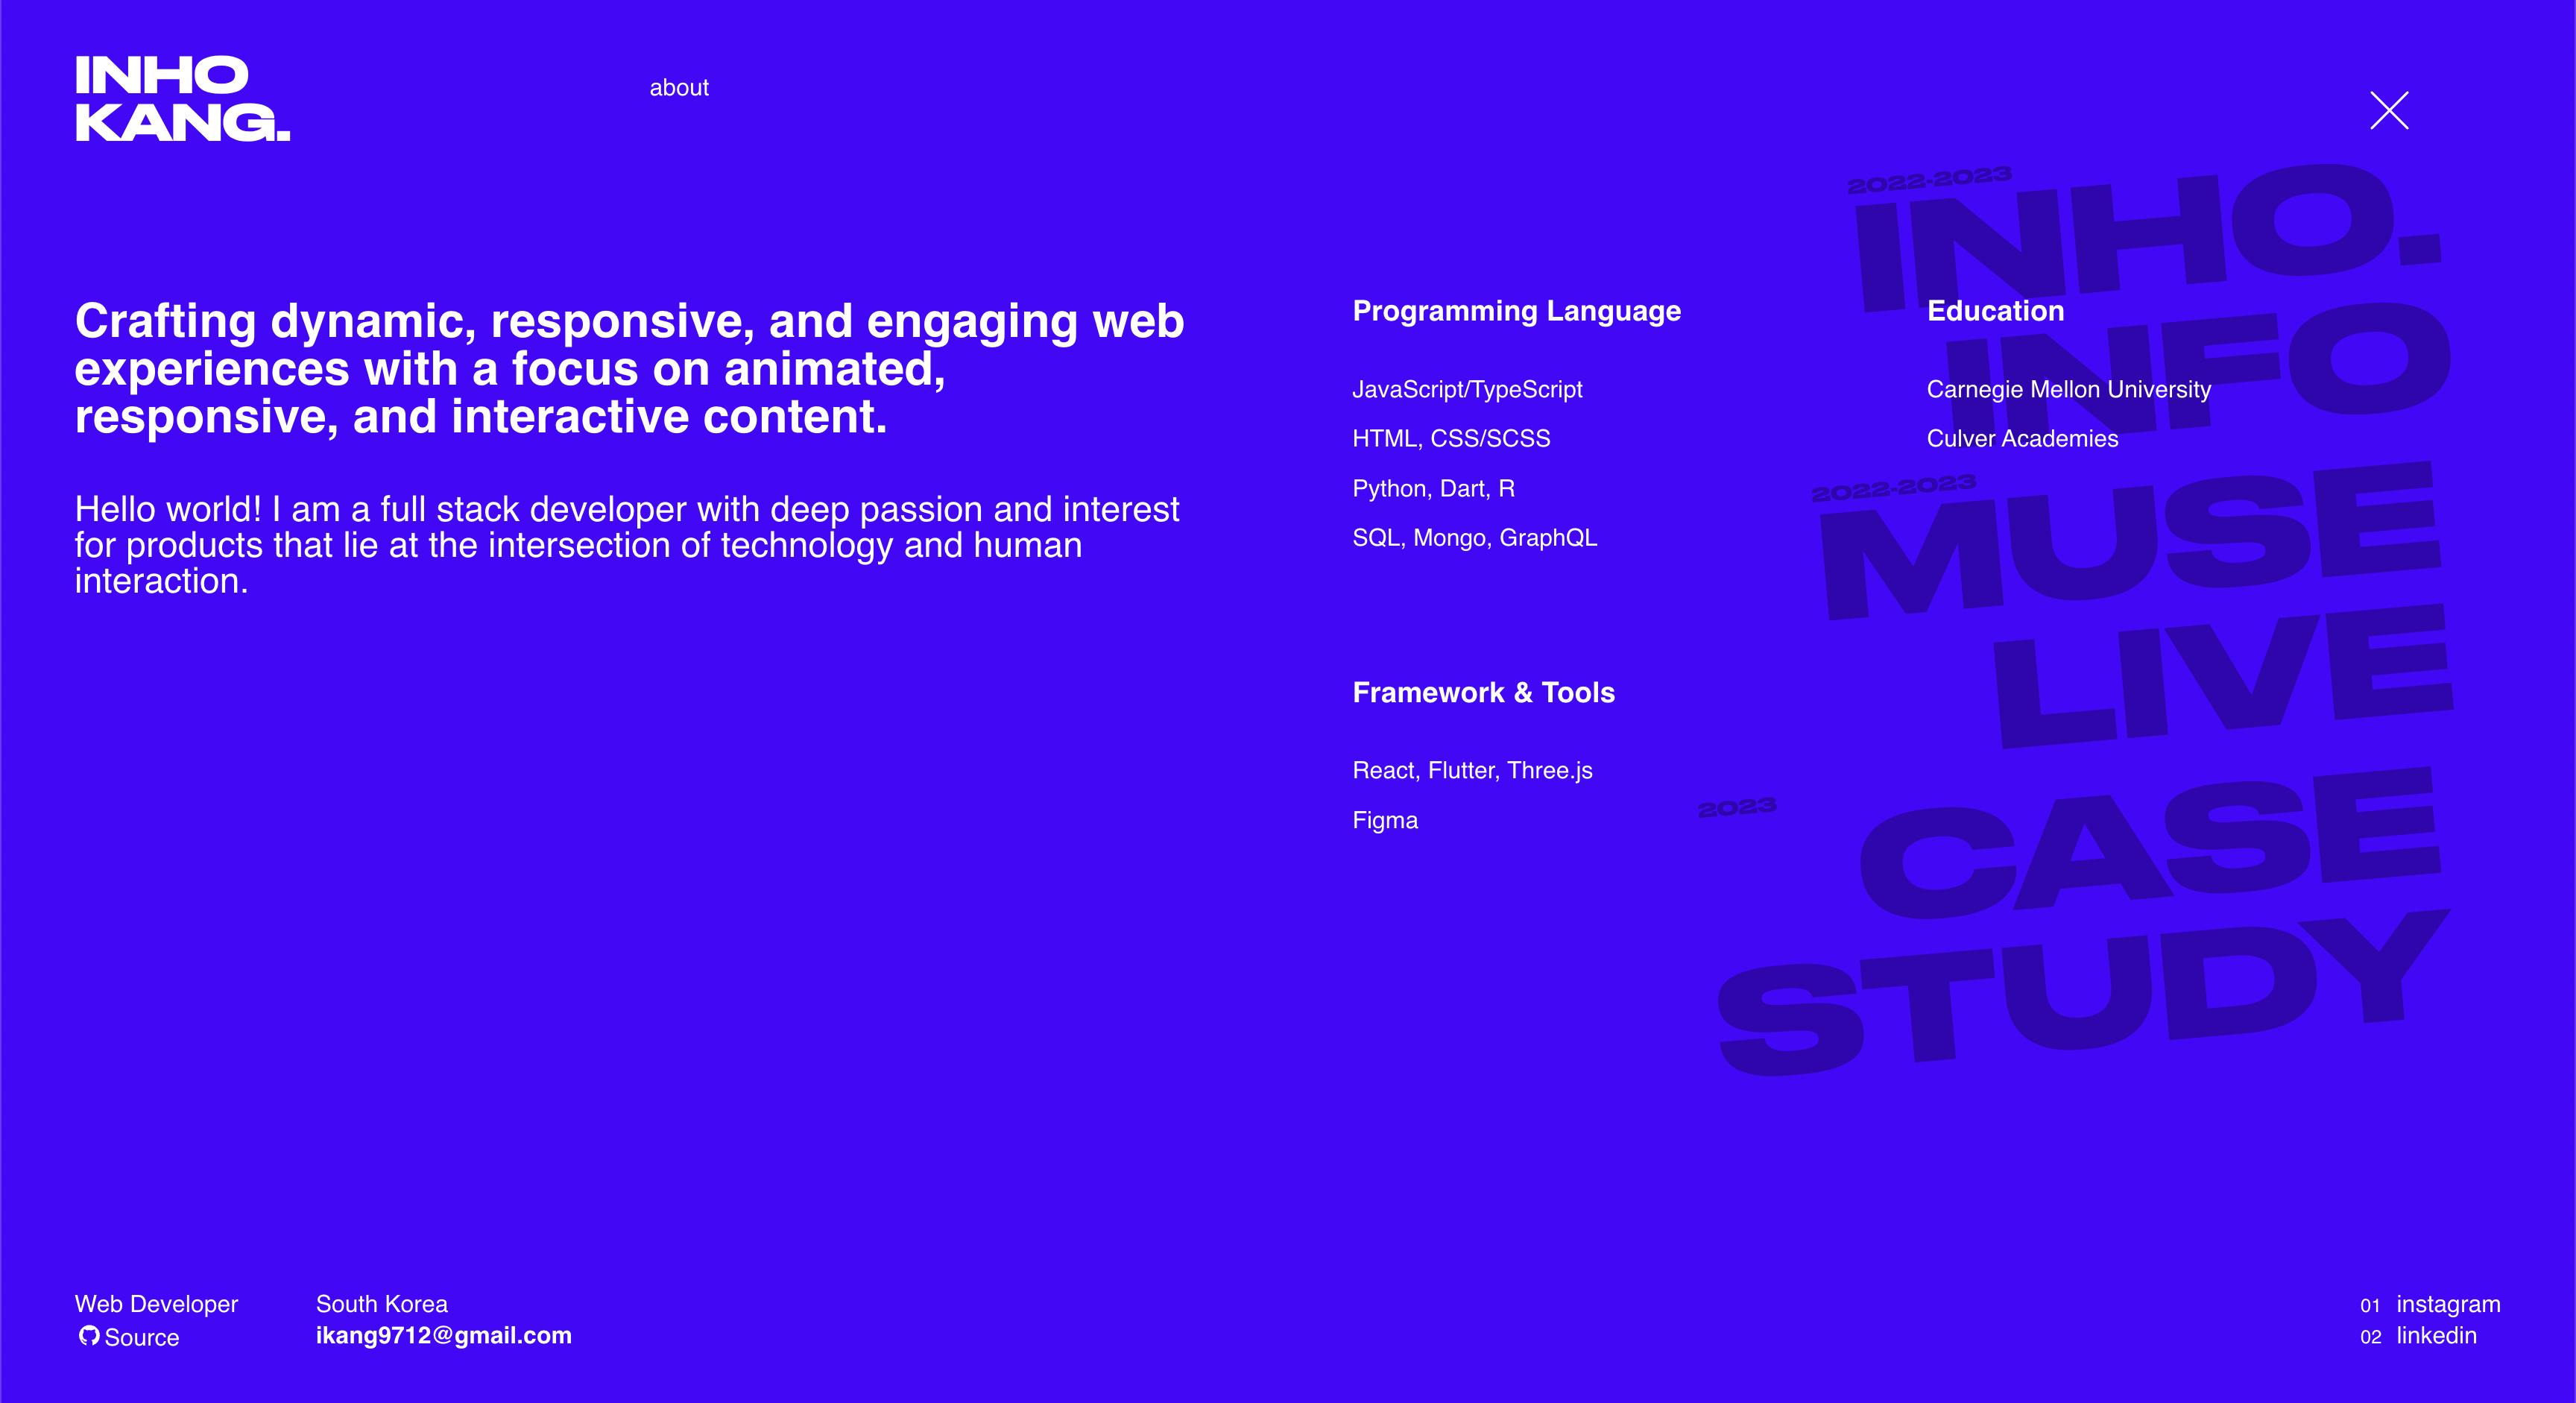 INHO
KANG.
about
Crafting dynamic, responsive, and engaging web
experiences with a focus on animated,
responsive, and interactive content.
Hello world! I am a full stack developer with deep passion and interest
for products that lie at the intersection of technology and human
interaction.
Programming Language
JavaScript/TypeScript
HTML, CSS/SCSS
Python, Dart, R
SQL, Mongo, GraphQL
Framework & Tools
React, Flutter, Three.js
Figma
Education
Carnegie Mellon University
Culver Academies
2022-2023
INHO.
INFO
2022-2023
MUSE
LIVE
2023
CASE
STUDY
Web Developer
Source
South Korea
ikang9712@gmail.com
01 instagram
02 linkedin